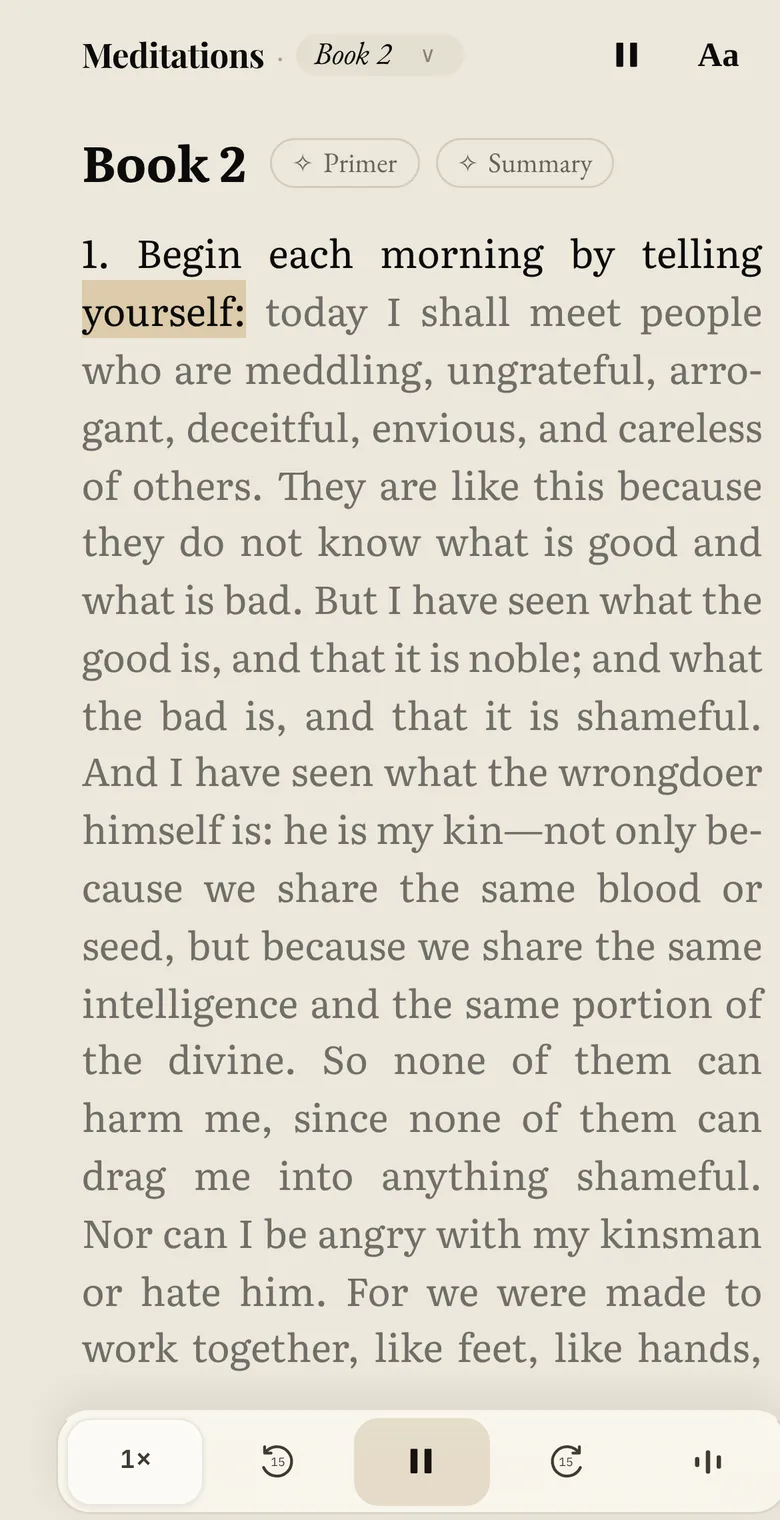 Meditations · Book 2 ∨ Aa
Book 2 ✧ Primer ✧ Summary
1. Begin each morning by telling
yourself: today I shall meet people
who are meddling, ungrateful, arro-
gant, deceitful, envious, and careless
of others. They are like this because
they do not know what is good and
what is bad. But I have seen what the
good is, and that it is noble; and what
the bad is, and that it is shameful.
And I have seen what the wrongdoer
himself is: he is my kin—not only be-
cause we share the same blood or
seed, but because we share the same
intelligence and the same portion of
the divine. So none of them can
harm me, since none of them can
drag me into anything shameful.
Nor can I be angry with my kinsman
or hate him. For we were made to
work together, like feet, like hands,
1× 15 15